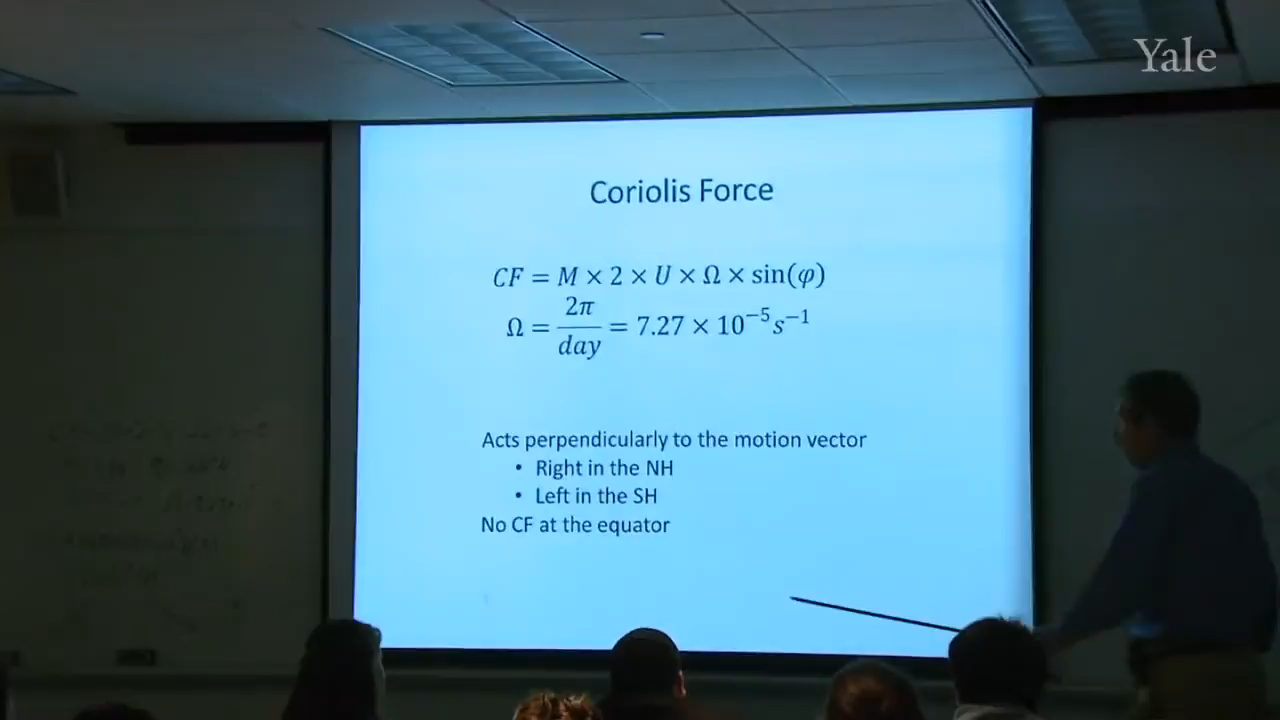 Yale
Coriolis Force
CF = M × 2 × U × Ω × sin(φ)
Ω = 2π/day = 7.27 × 10⁻⁵s⁻¹
Acts perpendicularly to the motion vector
• Right in the NH
• Left in the SH
No CF at the equator